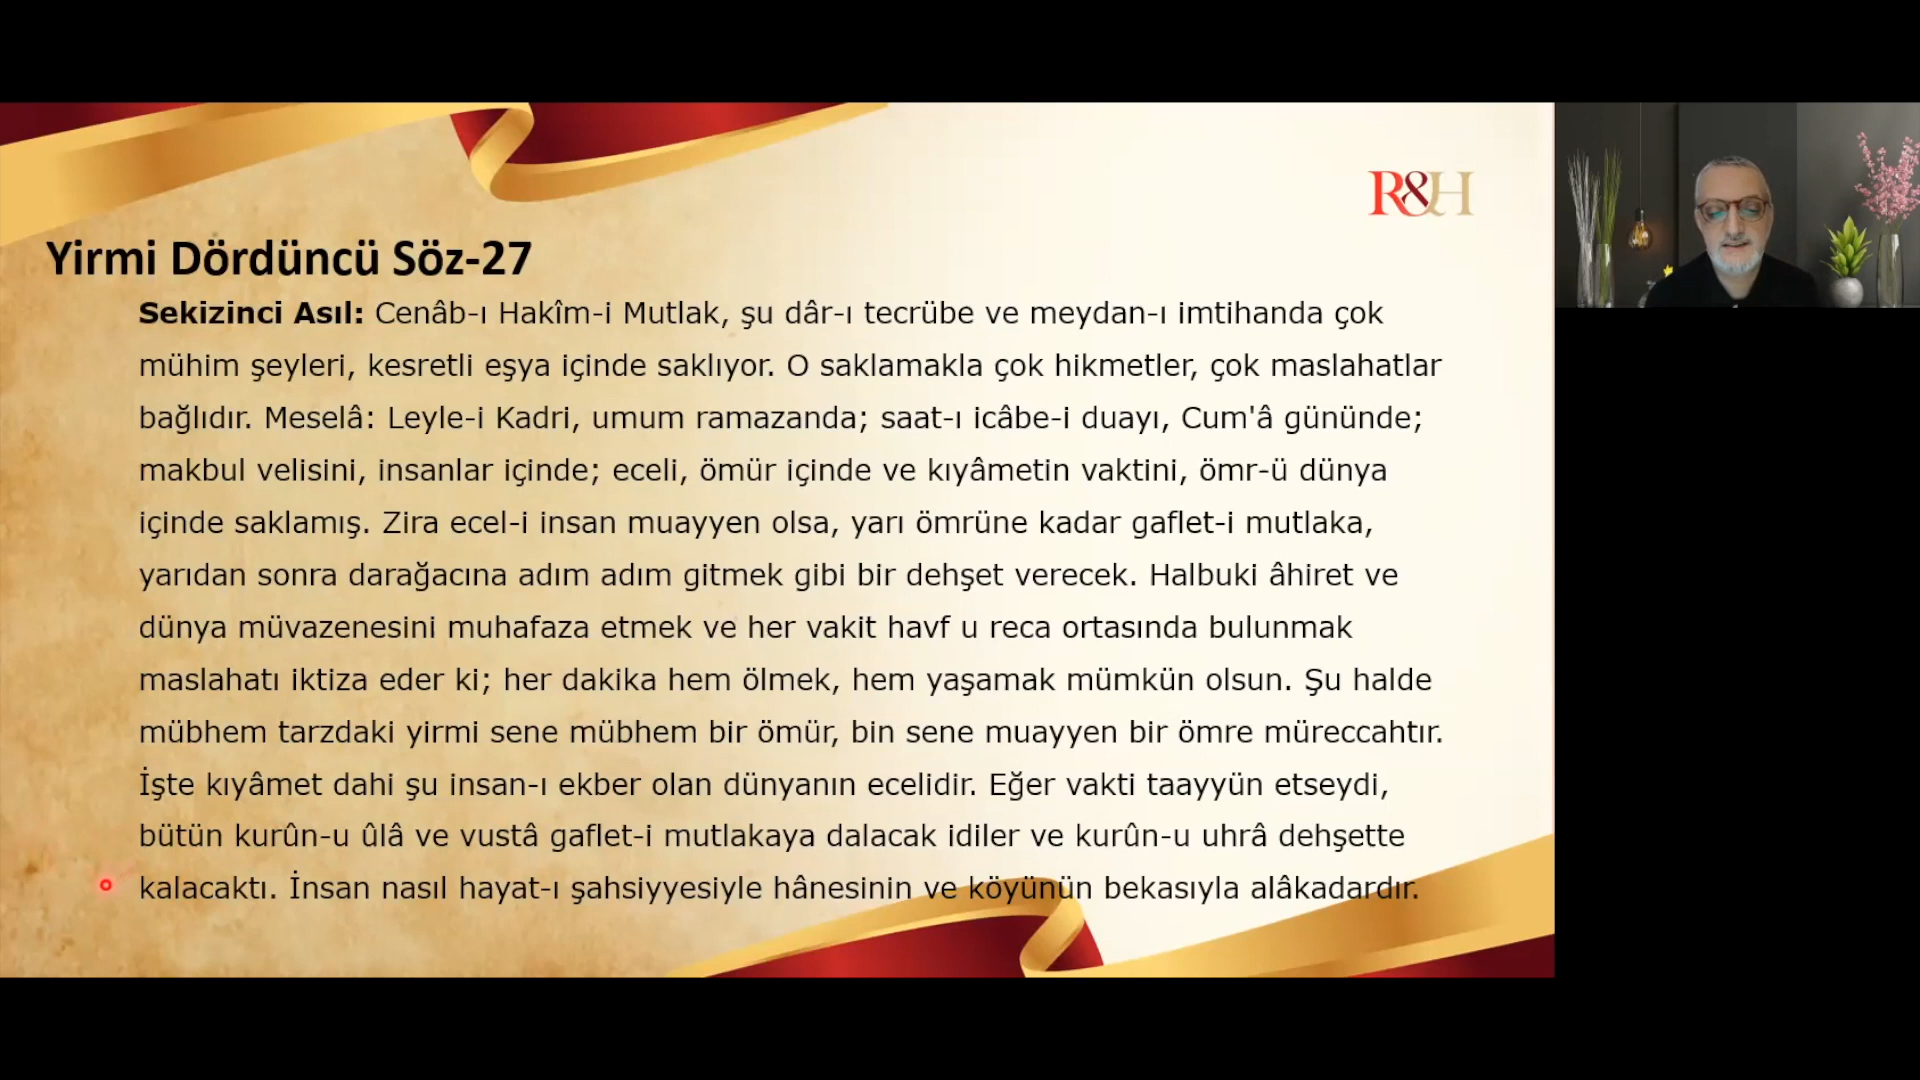 R&H
Yirmi Dördüncü Söz-27
Sekizinci Asıl: Cenâb-ı Hakîm-i Mutlak, şu dâr-ı tecrübe ve meydan-ı imtihanda çok
mühim şeyleri, kesretli eşya içinde saklıyor. O saklamakla çok hikmetler, çok maslahatlar
bağlıdır. Meselâ: Leyle-i Kadri, umum ramazanda; saat-ı icâbe-i duayı, Cum'â gününde;
makbul velisini, insanlar içinde; eceli, ömür içinde ve kıyâmetin vaktini, ömr-ü dünya
içinde saklamış. Zira ecel-i insan muayyen olsa, yarı ömrüne kadar gaflet-i mutlaka,
yarıdan sonra darağacına adım adım gitmek gibi bir dehşet verecek. Halbuki âhiret ve
dünya müvazenesini muhafaza etmek ve her vakit havf u reca ortasında bulunmak
maslahatı iktiza eder ki; her dakika hem ölmek, hem yaşamak mümkün olsun. Şu halde
mübhem tarzdaki yirmi sene mübhem bir ömür, bin sene muayyen bir ömre müreccahtır.
İşte kıyâmet dahi şu insan-ı ekber olan dünyanın ecelidir. Eğer vakti taayyün etseydi,
bütün kurûn-u ûlâ ve vustâ gaflet-i mutlakaya dalacak idiler ve kurûn-u uhrâ dehşette
kalacaktı. İnsan nasıl hayat-ı şahsiyyesiyle hânesinin ve köyünün bekasıyla alâkadardır.